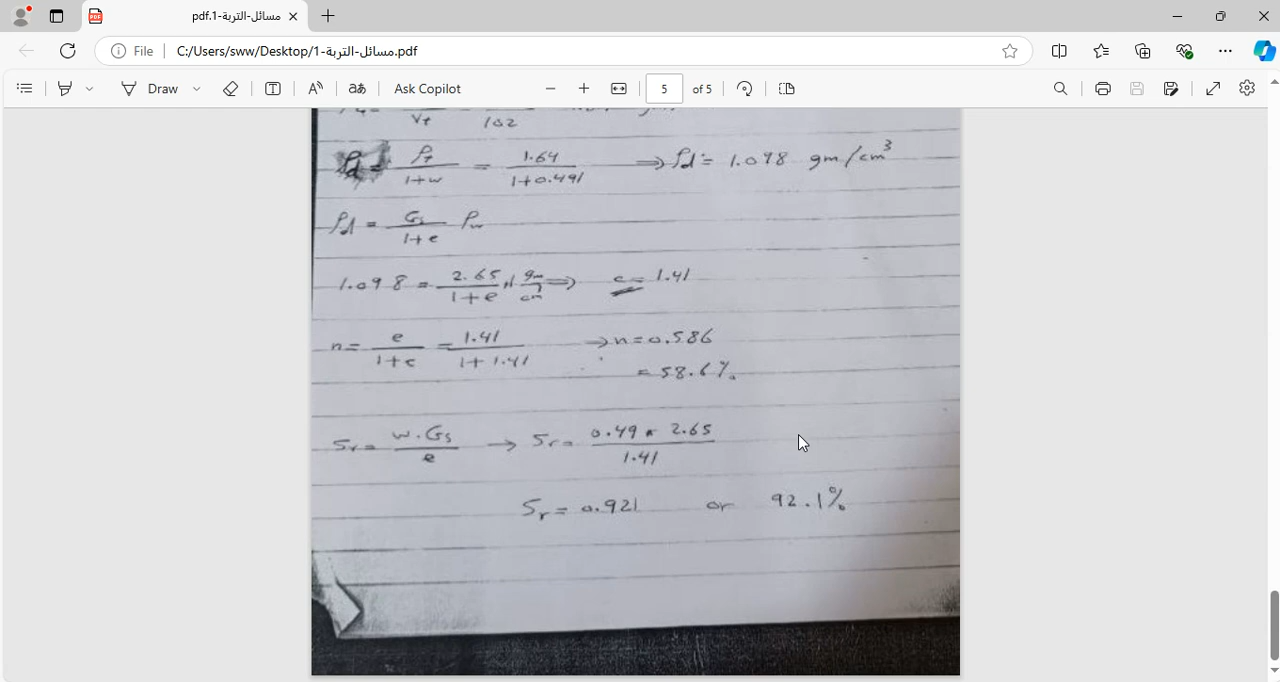 مسائل-التربة-1.pdf
File C:/Users/sww/Desktop/1-مسائل-التربة.pdf
Draw Ask Copilot 5 of 5
Vt 102
ρd = ρt / 1+w = 1.64 / 1+0.491 ⟹ ρd = 1.098 gm/cm³
ρd = Gs / 1+e ρw
1.098 = 2.65 / 1+e *1 gm/cm³ ⟹ e = 1.41
n = e / 1+e = 1.41 / 1+1.41 → n = 0.586
= 58.6%
Sr = w.Gs / e → Sr = 0.49 * 2.65 / 1.41
Sr = 0.921 or 92.1%